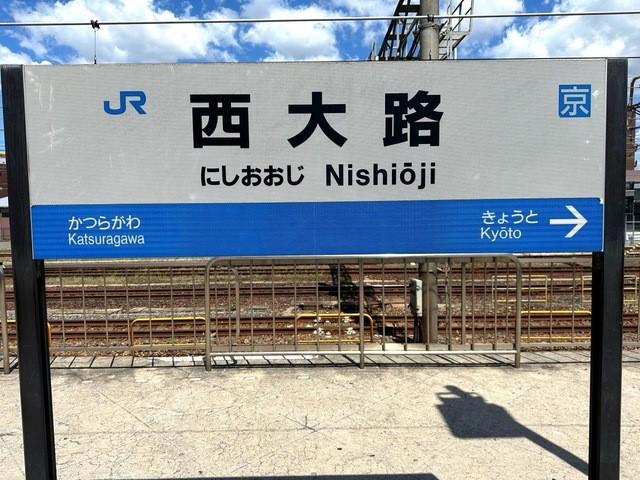 JR 西大路 京
にしおおじ Nishiōji
かつらがわ きょうと
Katsuragawa Kyōto